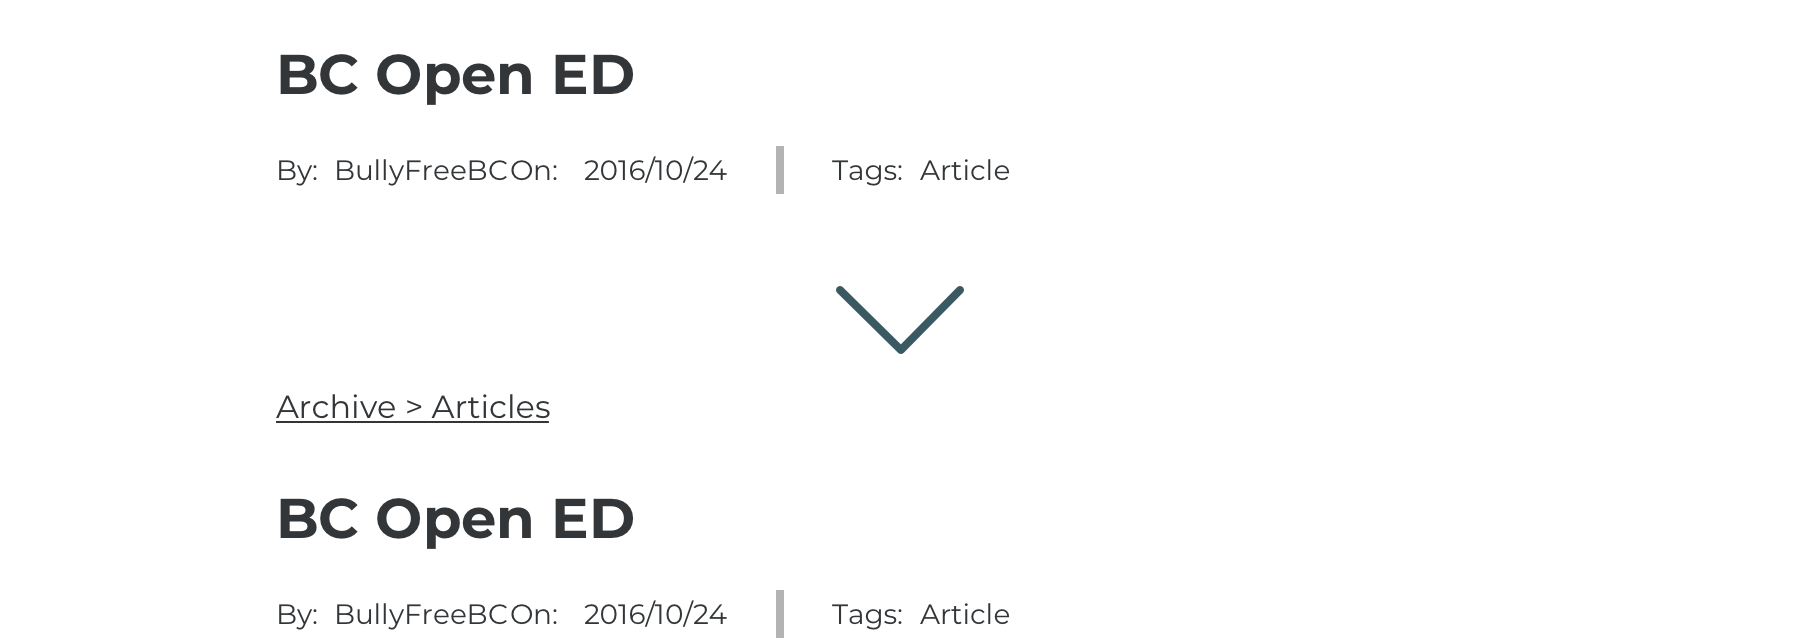 BC Open ED
By: BullyFreeBCOn: 2016/10/24 Tags: Article
Archive > Articles
BC Open ED
By: BullyFreeBCOn: 2016/10/24 Tags: Article